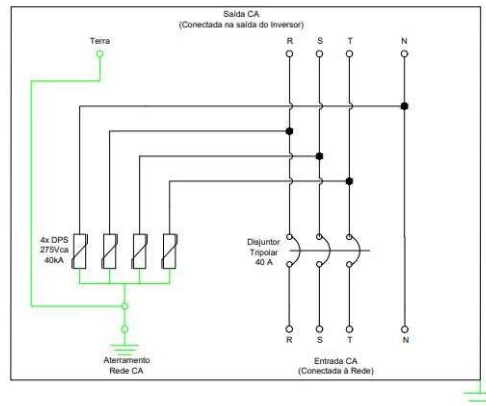 Saída CA
(Conectada na saída do Inversor)
Terra
R S T N
4x DPS
275Vca
40kA
Disjuntor
Tripolar
40 A
R S T N
Aterramento
Rede CA
Entrada CA
(Conectada à Rede)